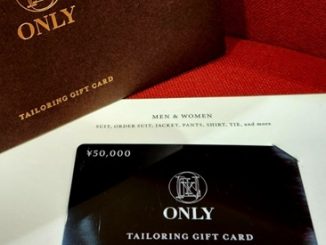 ONLY
TAILORING GIFT CARD
MEN & WOMEN
SUIT, ORDER SUIT, JACKET, PANTS, SHIRT, TIE, and more
¥50,000
ONLY
TAILORING GIFT CARD